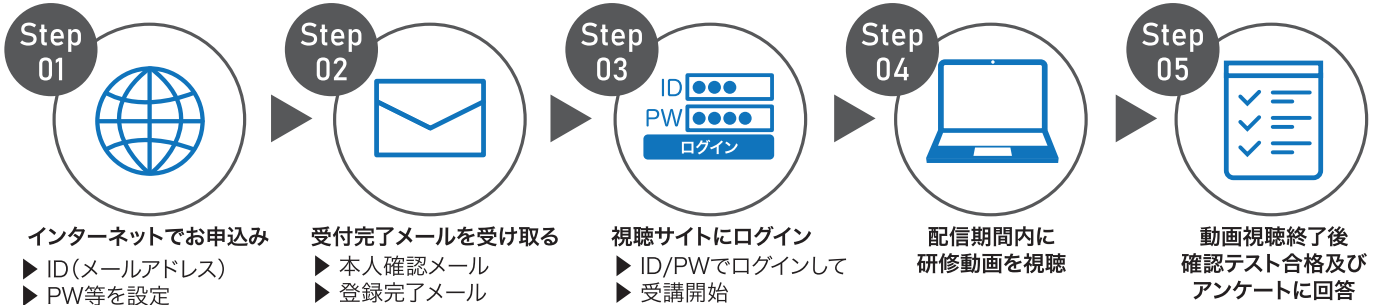 Step
01
インターネットでお申込み
▶ ID（メールアドレス）
▶ PW等を設定
Step
02
受付完了メールを受け取る
▶ 本人確認メール
▶ 登録完了メール
Step
03
ID
PW
ログイン
視聴サイトにログイン
▶ ID/PWでログインして
▶ 受講開始
Step
04
配信期間内に
研修動画を視聴
Step
05
動画視聴終了後
確認テスト合格及び
アンケートに回答